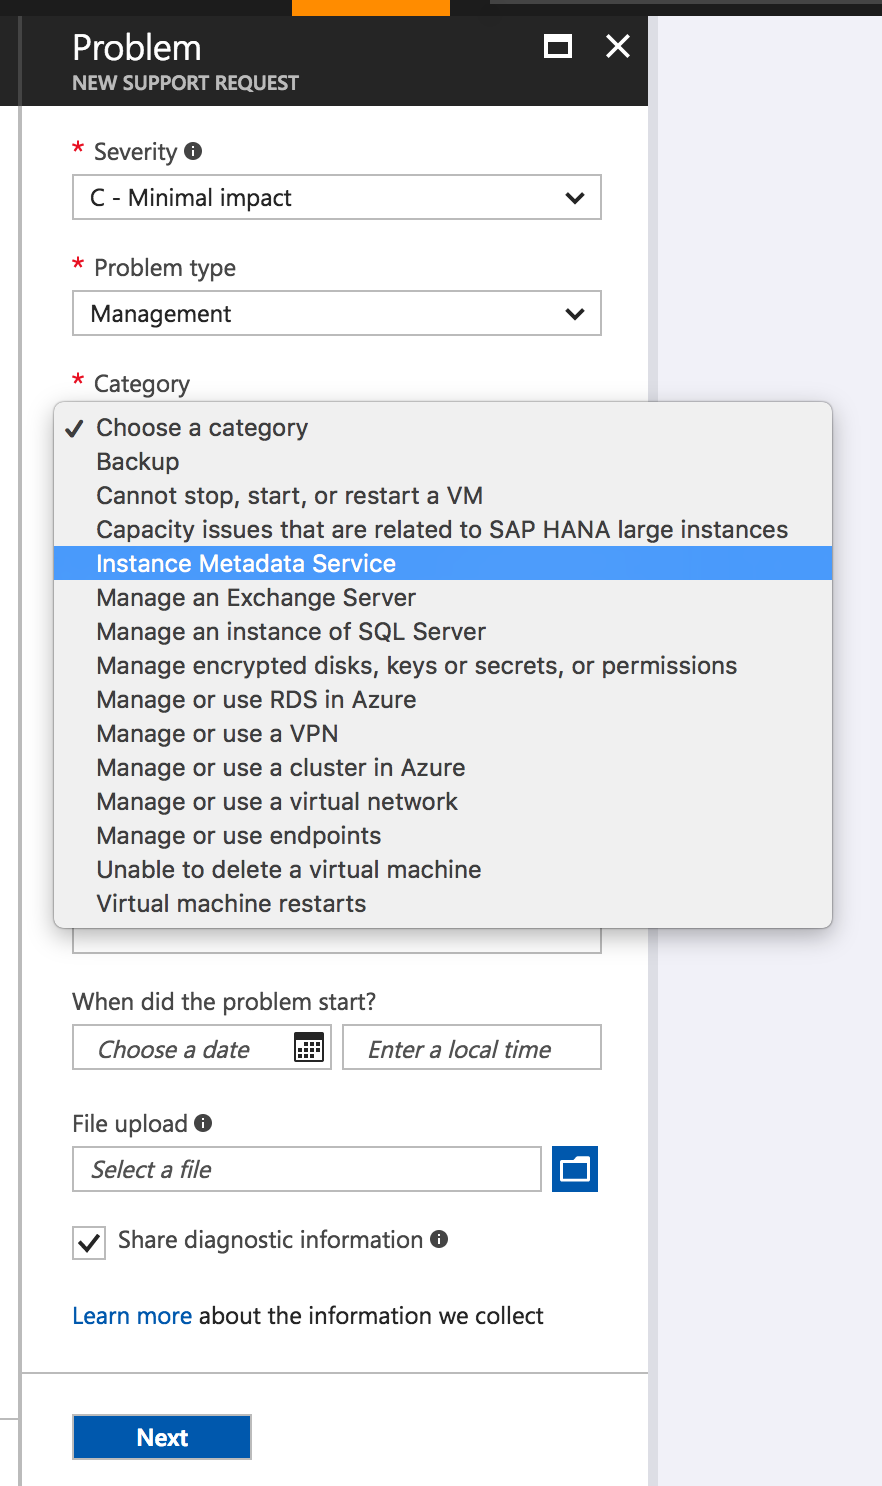 Problem
NEW SUPPORT REQUEST
* Severity
C - Minimal impact
* Problem type
Management
* Category
✓ Choose a category
Backup
Cannot stop, start, or restart a VM
Capacity issues that are related to SAP HANA large instances
Instance Metadata Service
Manage an Exchange Server
Manage an instance of SQL Server
Manage encrypted disks, keys or secrets, or permissions
Manage or use RDS in Azure
Manage or use a VPN
Manage or use a cluster in Azure
Manage or use a virtual network
Manage or use endpoints
Unable to delete a virtual machine
Virtual machine restarts
When did the problem start?
Choose a date Enter a local time
File upload
Select a file
Share diagnostic information
Learn more about the information we collect
Next